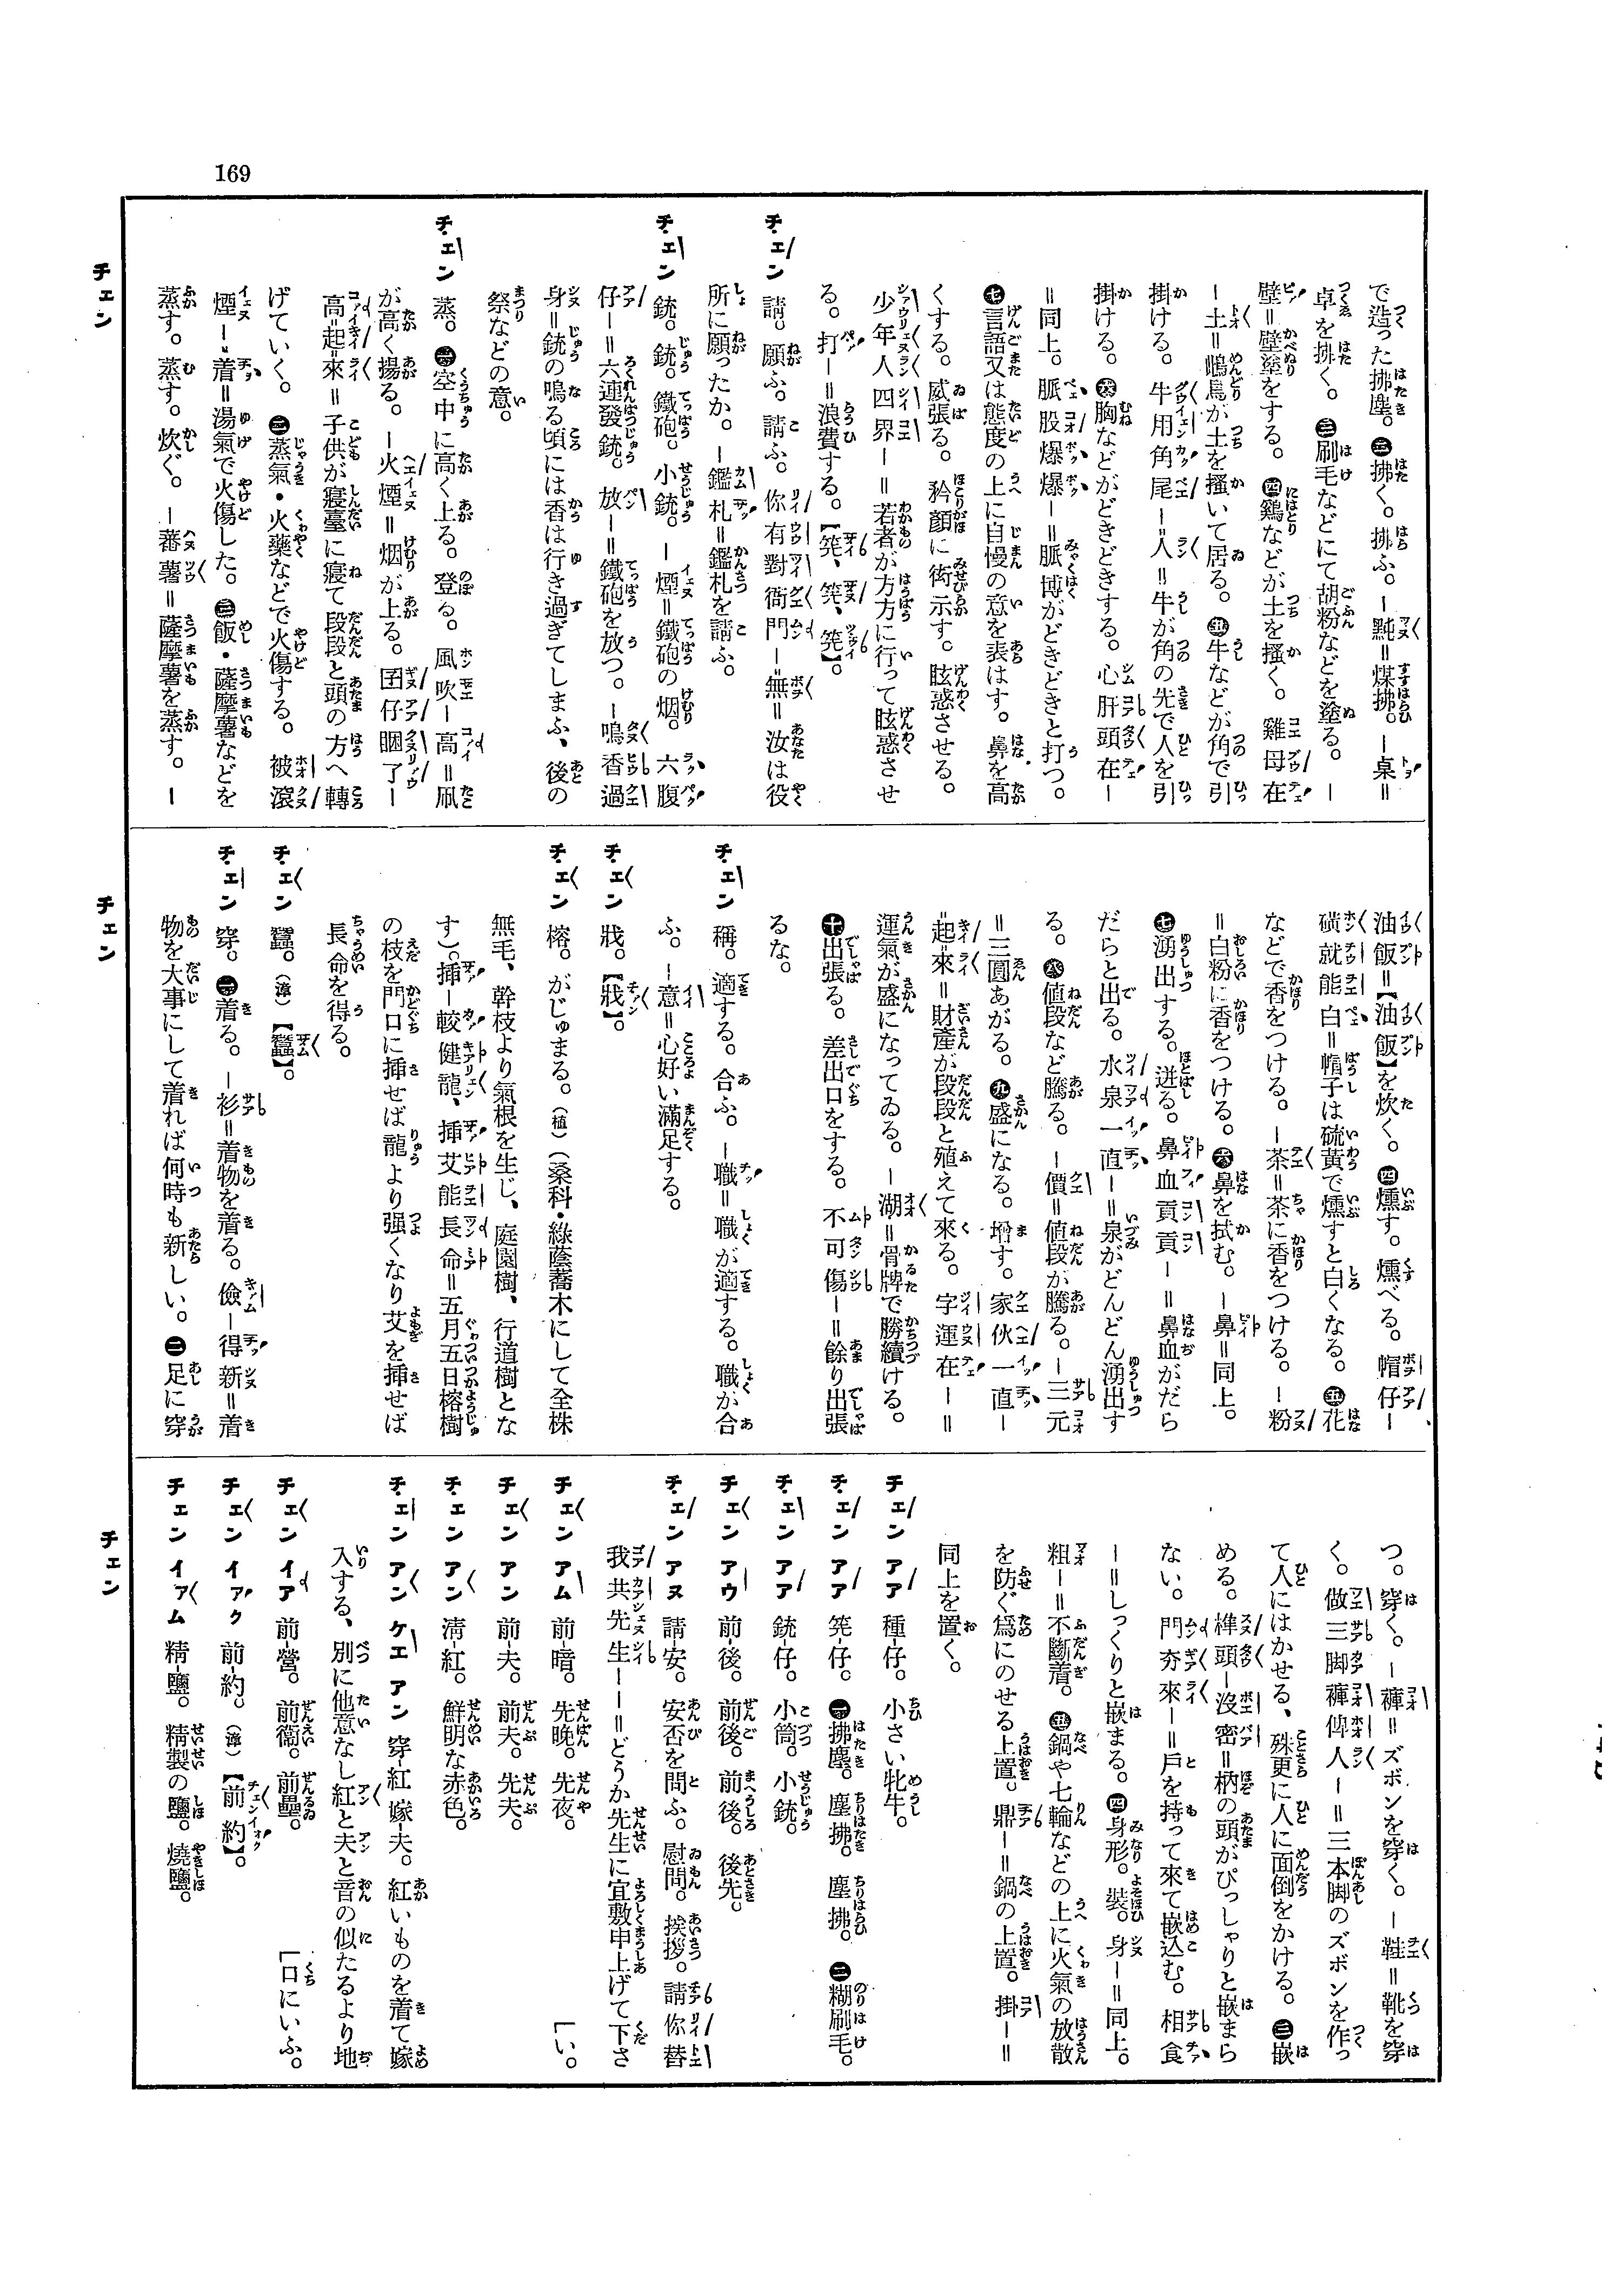 169
で造った拂塵。㊁拂く。拂ふ。－黗＝煤拂。－桌＝
卓を拂く。㊂刷毛などにて胡粉などを塗る。－
壁＝壁塗をする。㊃鷄などが土を搔く。雞母在
－土＝鴫鳥が土を搔いて居る。㊄牛などが角で引
掛ける。牛用角尾－人＝牛が角の先で人を引
掛ける。㊅胸などがどきどきする。心肝頭在－
＝同上。脈股爆爆－＝脈搏がどきどきと打つ。
㊆言語又は態度の上に自慢の意を表はす。鼻を高
くする。威張る。矜顔に衒示す。眩惑させる。
少年人四界－＝若者が方方に行って眩惑させ
る。打－＝浪費する。【筅、筅、筅】。
チェン 請。願ふ。請ふ。你有對衙門－無＝汝は役
所に願ったか。－鑑札＝鑑札を請ふ。
チェン 銃。銃。鐵砲。小銃。－煙＝鐵砲の烟。六腹
仔－＝六連發銃。放－＝鐵砲を放つ。－鳴香過
身＝銃の鳴る頃には香は行き過ぎてしまふ、後の
祭などの意。
チェン 蒸。㊀空中に高く上る。登る。風吹－高＝凧
が高く揚る。－火煙＝烟が上る。囝仔睏了－
高起來＝子供が寢臺に寢て段段と頭の方へ轉
げていく。㊁蒸氣・火藥などで火傷する。被滾
煙－着＝湯氣で火傷した。㊂飯・薩摩薯などを
蒸す。蒸す。炊ぐ。－蕃薯＝薩摩薯を蒸す。－
チェン
油飯＝【油飯】を炊く。㊃燻す。燻べる。帽仔－
磺就能白＝帽子は硫黄で燻すと白くなる。㊄花
などで香をつける。－茶＝茶に香をつける。－粉
＝白粉に香をつける。㊅鼻を拭む。－鼻＝同上。
㊆湧出する。迸る。鼻血貢貢－＝鼻血がだら
だらと出る。水泉一直－＝泉がどんどん湧出す
る。㊇値段など騰る。－價＝値段が騰る。－三元
＝三圓あがる。㊈盛になる。增す。家伙一直－
起來＝財產が段段と殖えて來る。字運在－＝
運氣が盛になってゐる。－湖＝骨牌で勝續ける。
㊉出張る。差出口をする。不可傷－＝餘り出張
るな。
チェン 稱。適する。合ふ。－職＝職が適する。職か合
ふ。－意＝心好い滿足する。
チェン 戕。【戕】。
チェン 榕。がじゅまる。（植）（桑科・綠蔭蕎木にして全株
無毛、幹枝より氣根を生じ、庭園樹、行道樹とな
す）。揷－較健龍、揷艾能長命＝五月五日榕樹
の枝を門口に揷せば龍より强くなり艾を揷せば
長命を得る。
チェン 蠶。（漳）【蠶】。
チェン 穿。㊀着る。－衫＝着物を着る。儉－得新＝着
物を大事にして着れば何時も新しい。㊁足に穿
チェン
つ。穿く。－褲＝ズボンを穿く。－鞋＝靴を穿
く。做三脚褲俾人－＝三本脚のズボンを作っ
て人にはかせる、殊更に人に面倒をかける。㊂嵌
める。榫頭－沒密＝柄の頭がぴっしゃりと嵌まら
ない。門夯來－＝戶を持って來て嵌込む。相食
－＝しっくりと嵌まる。㊃身形。裝。身－＝同上。
粗－＝不斷着。㊄鍋や七輪などの上に火氣の放散
を防ぐ爲にのせる上置。鼎－＝鍋の上置。掛－＝
同上を置く。
チェン アア 種仔。小さい牝牛。
チェン アア 筅仔。㊀拂塵。塵拂。塵拂。㊁糊刷毛。
チェン アア 銃仔。小筒。小銃。
チェン アウ 前後。前後。前後。後先。
チェン アヌ 請安。安否を問ふ。慰問。挨拶。請你替
我共先生－－＝どうか先生に宜敷申上げて下さ
「い。
チェン アム 前暗。先晚。先夜。
チェン アン 前夫。前夫。先夫。
チェン アン 淸紅。鮮明な赤色。
チェン アン ケエ アン 穿紅嫁夫。紅いものを着て嫁
入する、別に他意なし紅と夫と音の似たるより地
「口にいふ。
チェン イア 前營。前衞。前壘。
チェン イァク 前約。（漳）【前約】。
チェン イァム 精鹽。精製の鹽。燒鹽。
チェン